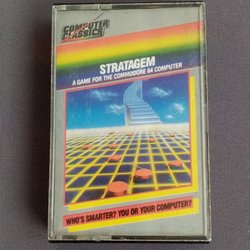 COMPUTER
CLASSICS
STRATAGEM
A GAME FOR THE COMMODORE 64 COMPUTER
WHO'S SMARTER? YOU OR YOUR COMPUTER?